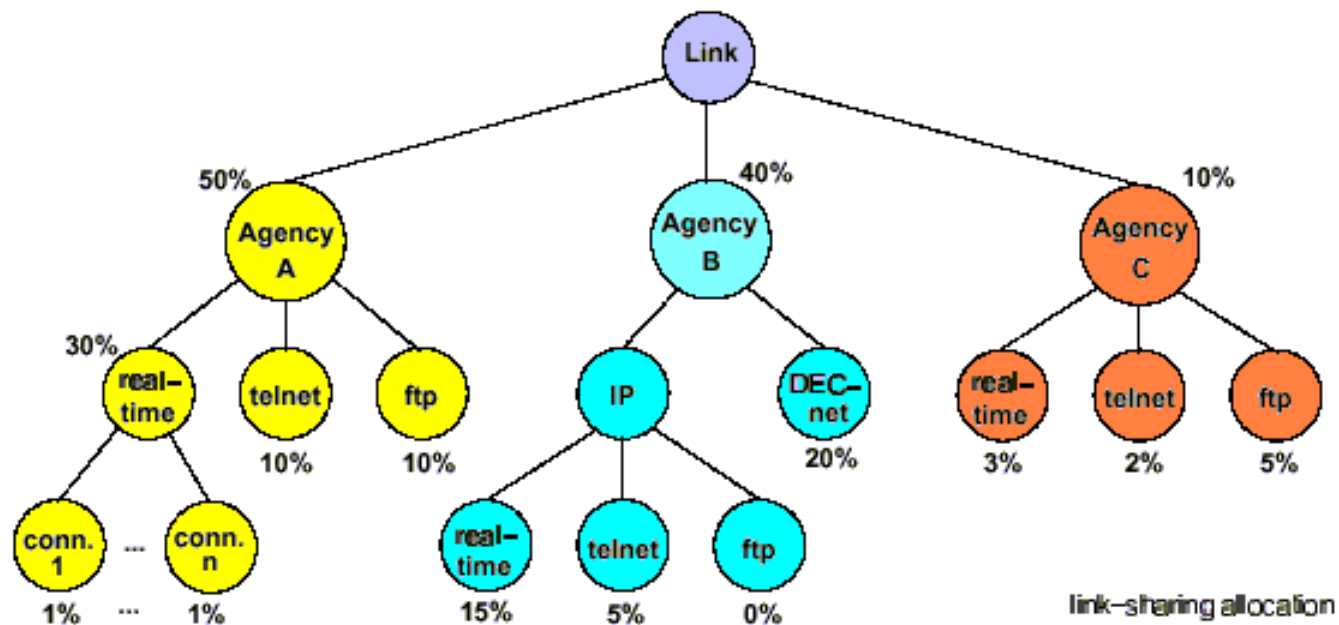 Link
50%
40%
10%
Agency
A
Agency
B
Agency
C
30%
real-
time
telnet
ftp
IP
DEC-
net
real-
time
telnet
ftp
10%
10%
20%
3%
2%
5%
conn.
1
...
conn.
n
real-
time
telnet
ftp
1%
...
1%
15%
5%
0%
link-sharing allocation